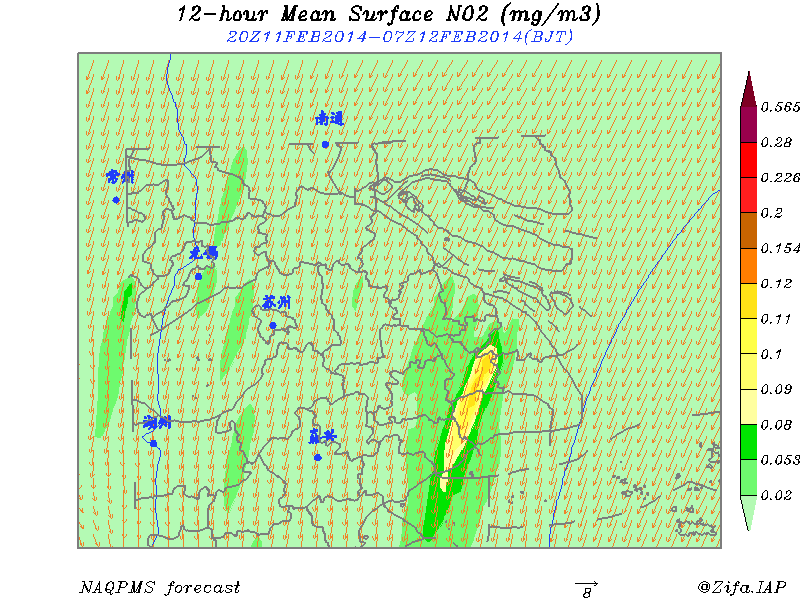 12-hour Mean Surface NO2 (mg/m3)
20Z11FEB2014-07Z12FEB2014(BJT)
南通
常州
无锡
苏州
湖州
嘉兴
0.565
0.28
0.226
0.2
0.154
0.12
0.11
0.1
0.09
0.08
0.053
0.02
NAQPMS forecast
8
@Zifa.IAP